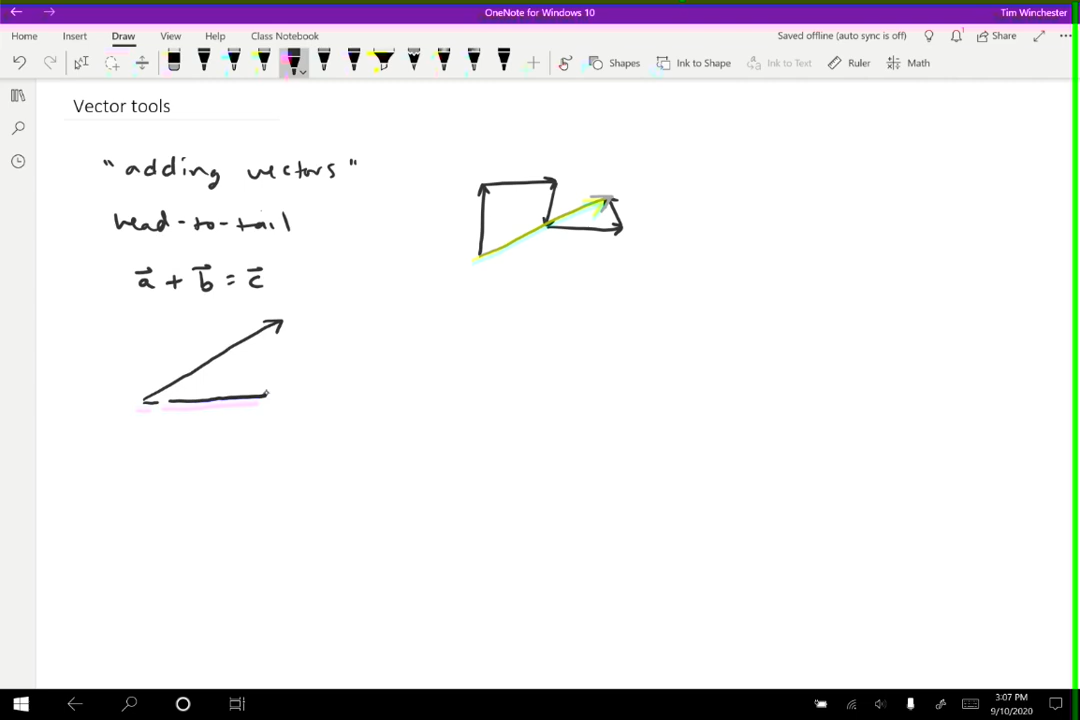 OneNote for Windows 10
Tim Winchester
Home Insert Draw View Help Class Notebook
Saved offline (auto sync is off)
Share
Shapes
Ink to Shape
Ink to Text
Ruler
Math
Vector tools
"adding vectors"
head-to-tail
a⃗ + b⃗ = c⃗
3:07 PM
9/10/2020